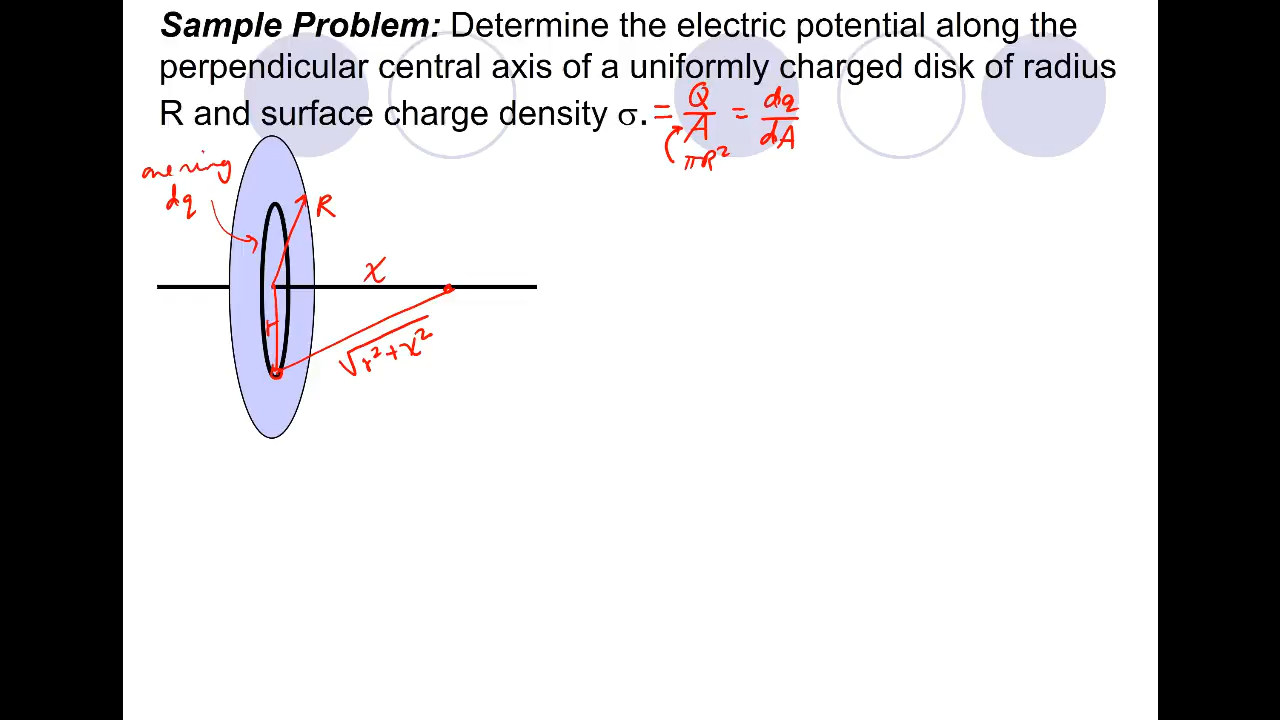 Sample Problem: Determine the electric potential along the
perpendicular central axis of a uniformly charged disk of radius
R and surface charge density σ. = Q/A = dq/dA
πR²
one ring
dq
R
x
r
√r²+x²